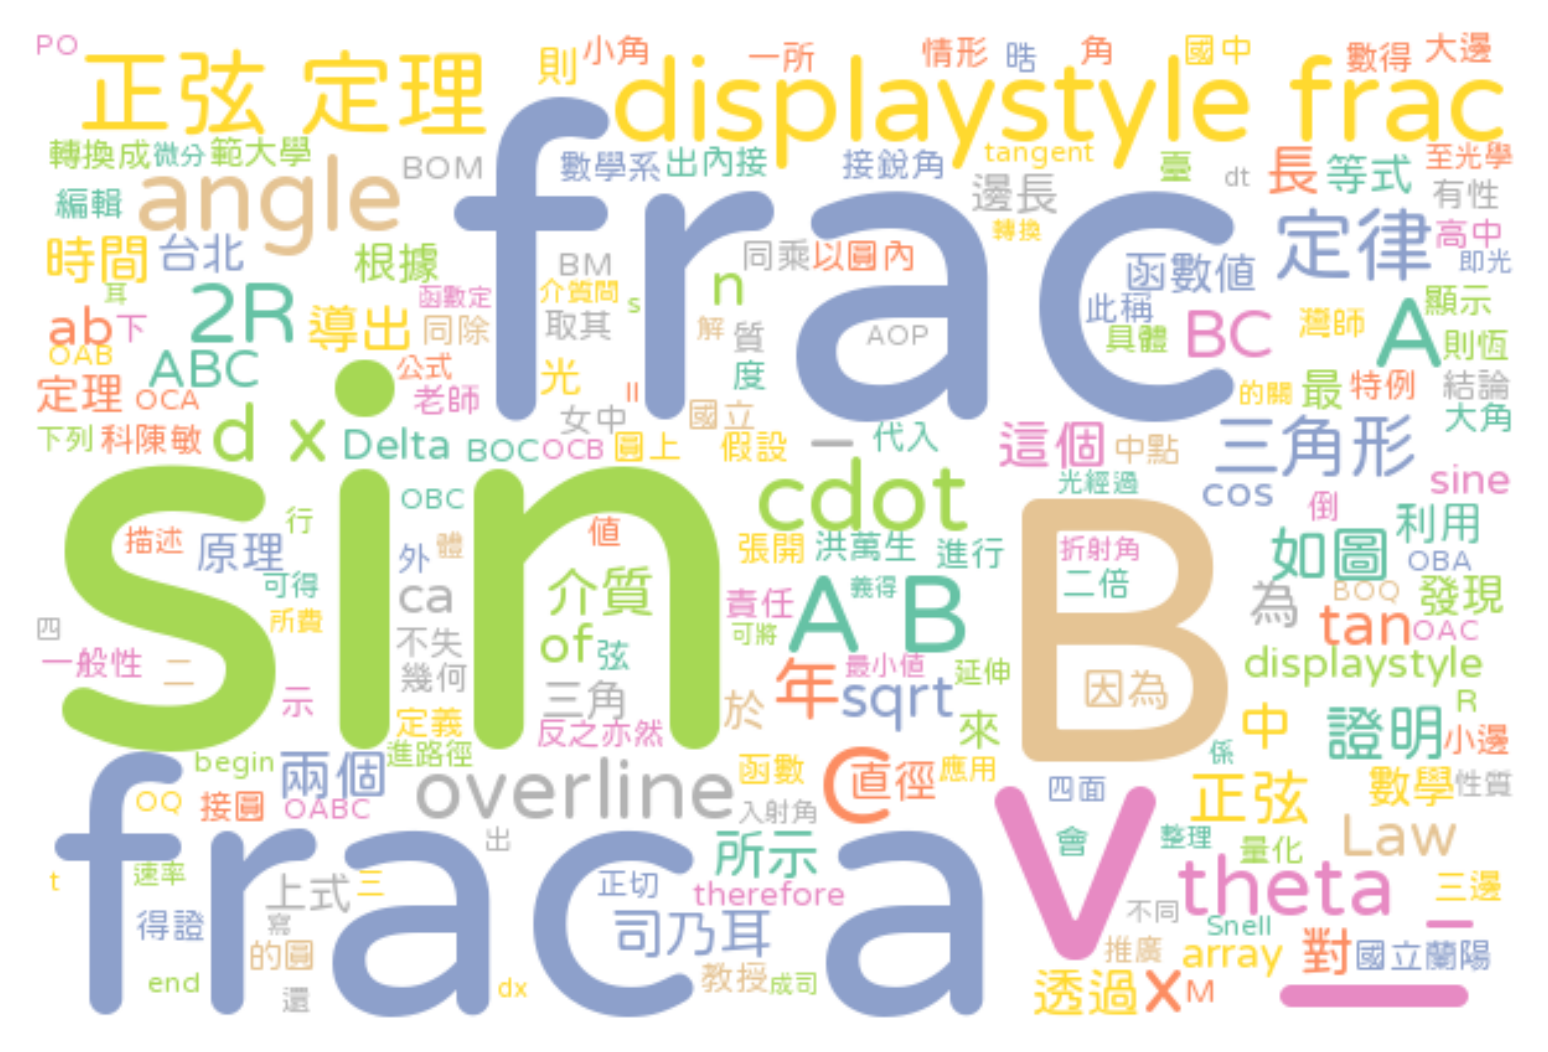 PO
正弦 定理
則
小角
一所
displaystyle frac
情形
晧
角
國中
數得
大邊
轉換成
微分
範大學
BOM
frac
數學系
出內接
接銳角
tangent
臺
dt
長
等式
至光學
編輯
angle
邊長
有性
轉換
定律
高中
時間
台北
根據
BM
同乘
以圓內
函數值
即光
耳
2R
函數定
介質問
s
n
此稱
顯示
ab
下
導出
同除
取其
解
質
AOP
具體
BC
灣師
A
則恆
OAB
ABC
公式
光
度
定理
OCA
老師
II
的關
最
特例
結論
女中
國立
大角
下列
科陳敏
d x
Delta
BOC
OCB
圓上
假設
一
代入
這個
中點
三角形
sin
OBC
cdot
光經過
cos
sine
倒
B
描述
行
原理
外
體
值
張開
洪萬生
進行
折射角
如圖
利用
OBA
可得
ca
介質
義得
二倍
所費
責任
A B
為
BOQ
發現
四
不失
of
弦
可將
tan
OAC
一般性
二
幾何
三角
年
最小值
延伸
displaystyle
示
定義
反之亦然
於
sqrt
因為
R
來
中
證明
小邊
begin
兩個
進路徑
係
frac a
OQ
接圓
OABC
overline
函數
C
直徑
應用
四面
正弦
數學
性質
入射角
V
出
所示
會
整理
量化
Law
t
速率
上式
三
正切
therefore
theta
三邊
得證
寫
司乃耳
不同
Snell
的圓
推廣
array
對
國立蘭陽
end
還
dx
教授
成司
透過
x
M